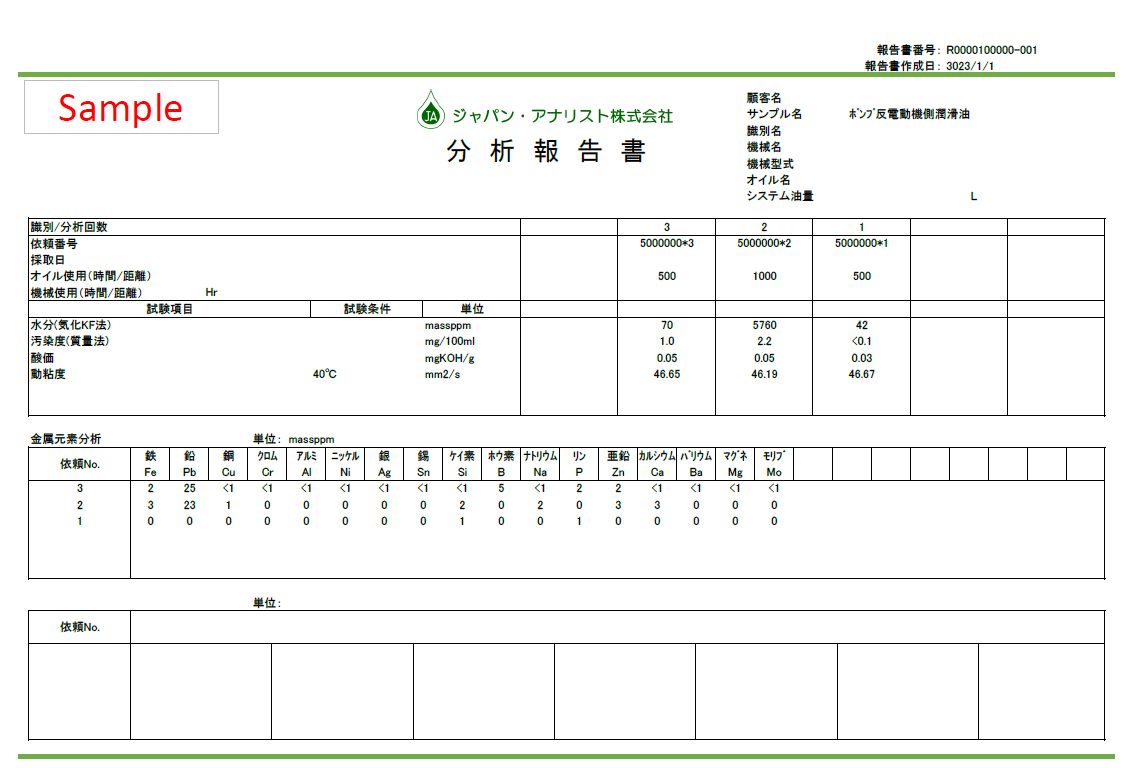 報告書番号： R0000100000-001
報告書作成日： 3023/1/1
Sample
JA ジャパン・アナリスト株式会社
分 析 報 告 書
顧客名
サンプル名 ﾎﾟﾝﾌﾟ反電動機側潤滑油
識別名
機械名
機械型式
オイル名
システム油量 L
識別/分析回数 3 2 1
依頼番号 5000000*3 5000000*2 5000000*1
採取日
オイル使用（時間/距離） 500 1000 500
機械使用（時間/距離） Hr
試験項目 試験条件 単位
水分(気化KF法) massppm 70 5760 42
汚染度(質量法) mg/100ml 1.0 2.2 <0.1
酸価 mgKOH/g 0.05 0.05 0.03
動粘度 40℃ mm2/s 46.65 46.19 46.67
金属元素分析 単位： massppm
依頼No. 鉄 鉛 銅 ｸﾛﾑ ｱﾙﾐ ﾆｯｹﾙ 銀 錫 ｹｲ素 ﾎｳ素 ﾅﾄﾘｳﾑ ﾘﾝ 亜鉛 ｶﾙｼｳﾑ ﾊﾞﾘｳﾑ ﾏｸﾞﾈ ﾓﾘﾌﾞ
Fe Pb Cu Cr Al Ni Ag Sn Si B Na P Zn Ca Ba Mg Mo
3 2 25 <1 <1 <1 <1 <1 <1 <1 5 <1 2 2 <1 <1 <1 <1
2 3 23 1 0 0 0 0 0 2 0 2 0 3 3 0 0 0
1 0 0 0 0 0 0 0 0 1 0 0 1 0 0 0 0 0
単位：
依頼No.